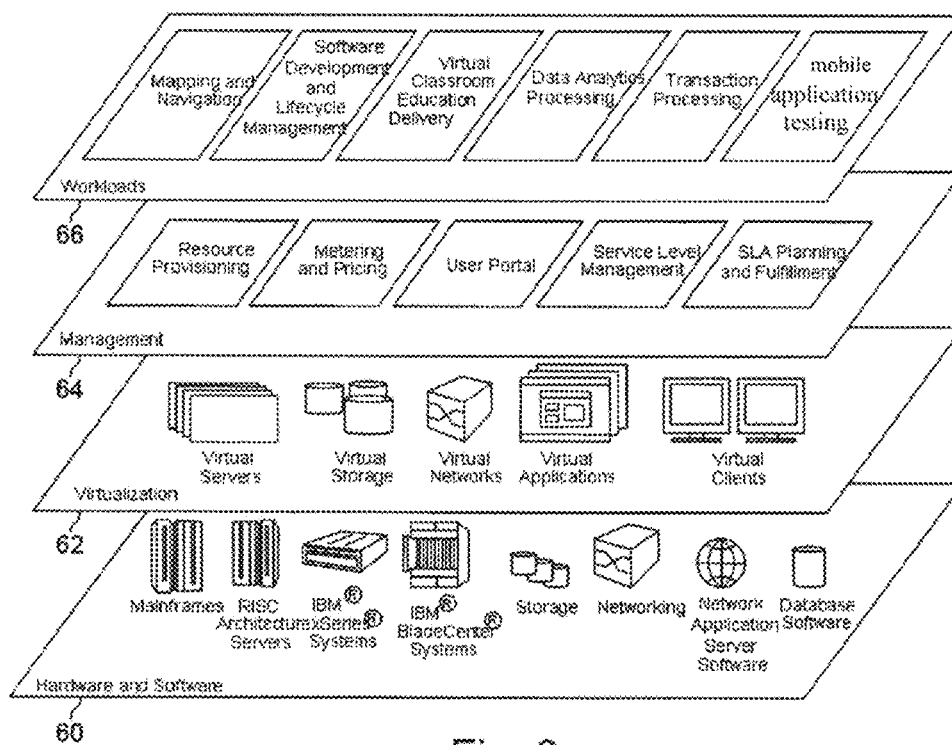 Mapping and
Navigation
Software
Development
and
Lifecycle
Management
Virtual
Classroom
Education
Delivery
Data Analytics
Processing
Transaction
Processing
mobile
application
testing
Workloads
66
Resource
Provisioning
Metering
and Pricing
User Portal
Service Level
Management
SLA Planning
and Fulfillment
Management
64
Virtual
Servers
Virtual
Storage
Virtual
Networks
Virtual
Applications
Virtual
Clients
Virtualization
62
Mainframes
RISC
Architecture
Servers
IBM®
xSeries®
Systems
IBM®
BladeCenter®
Systems
Storage
Networking
Network
Application
Server
Software
Database
Software
Hardware and Software
60